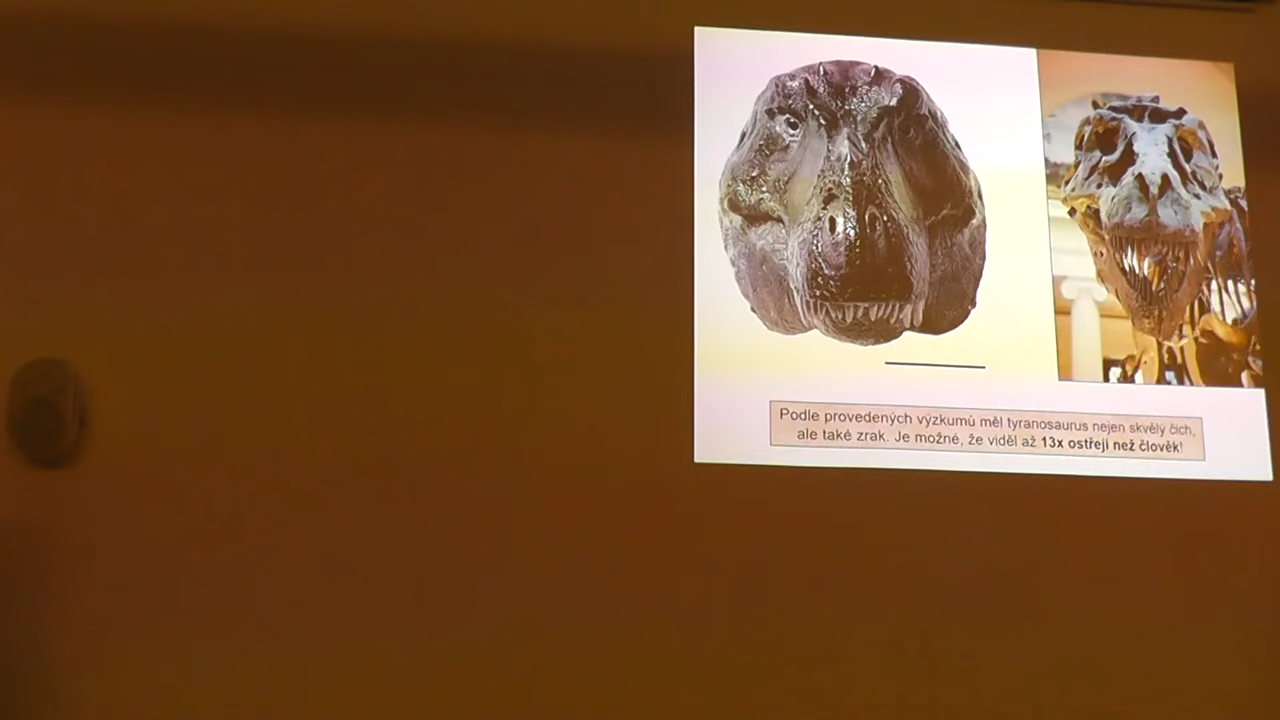 Podle provedených výzkumů měl tyranosaurus nejen skvělý čich,
ale také zrak. Je možné, že viděl až 13x ostřeji než člověk!